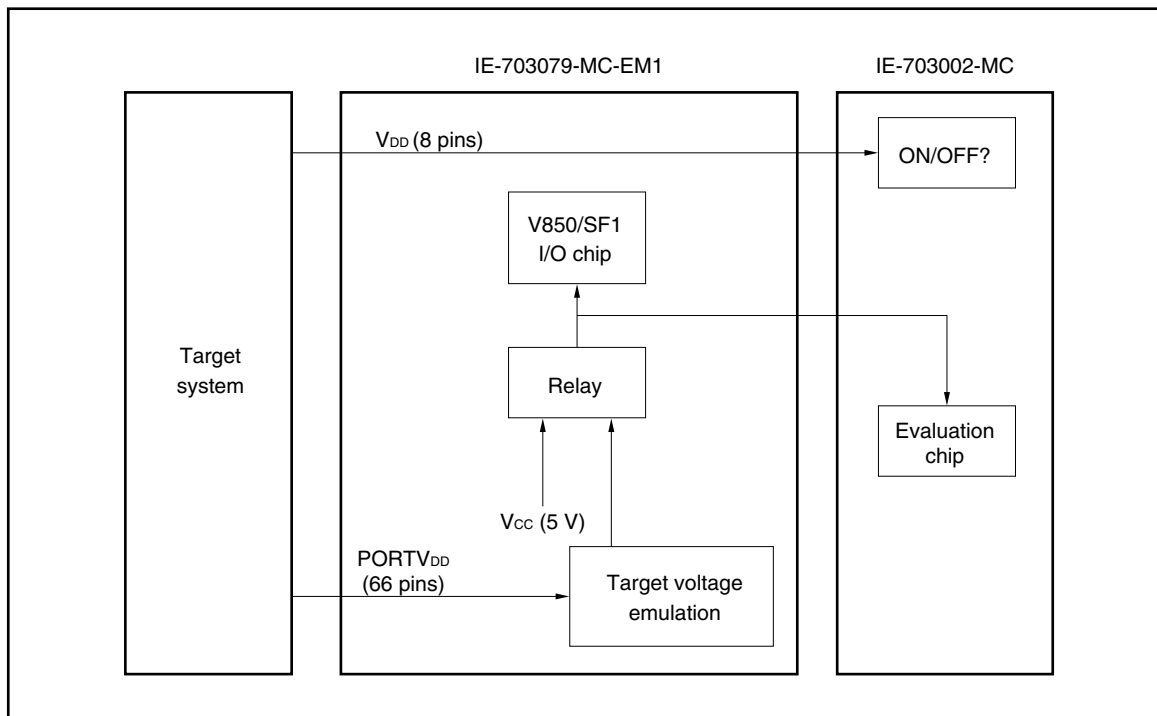 IE-703079-MC-EM1
IE-703002-MC
VDD (8 pins)
ON/OFF?
V850/SF1
I/O chip
Target
system
Relay
Evaluation
chip
VCC (5 V)
PORTVDD
(66 pins)
Target voltage
emulation